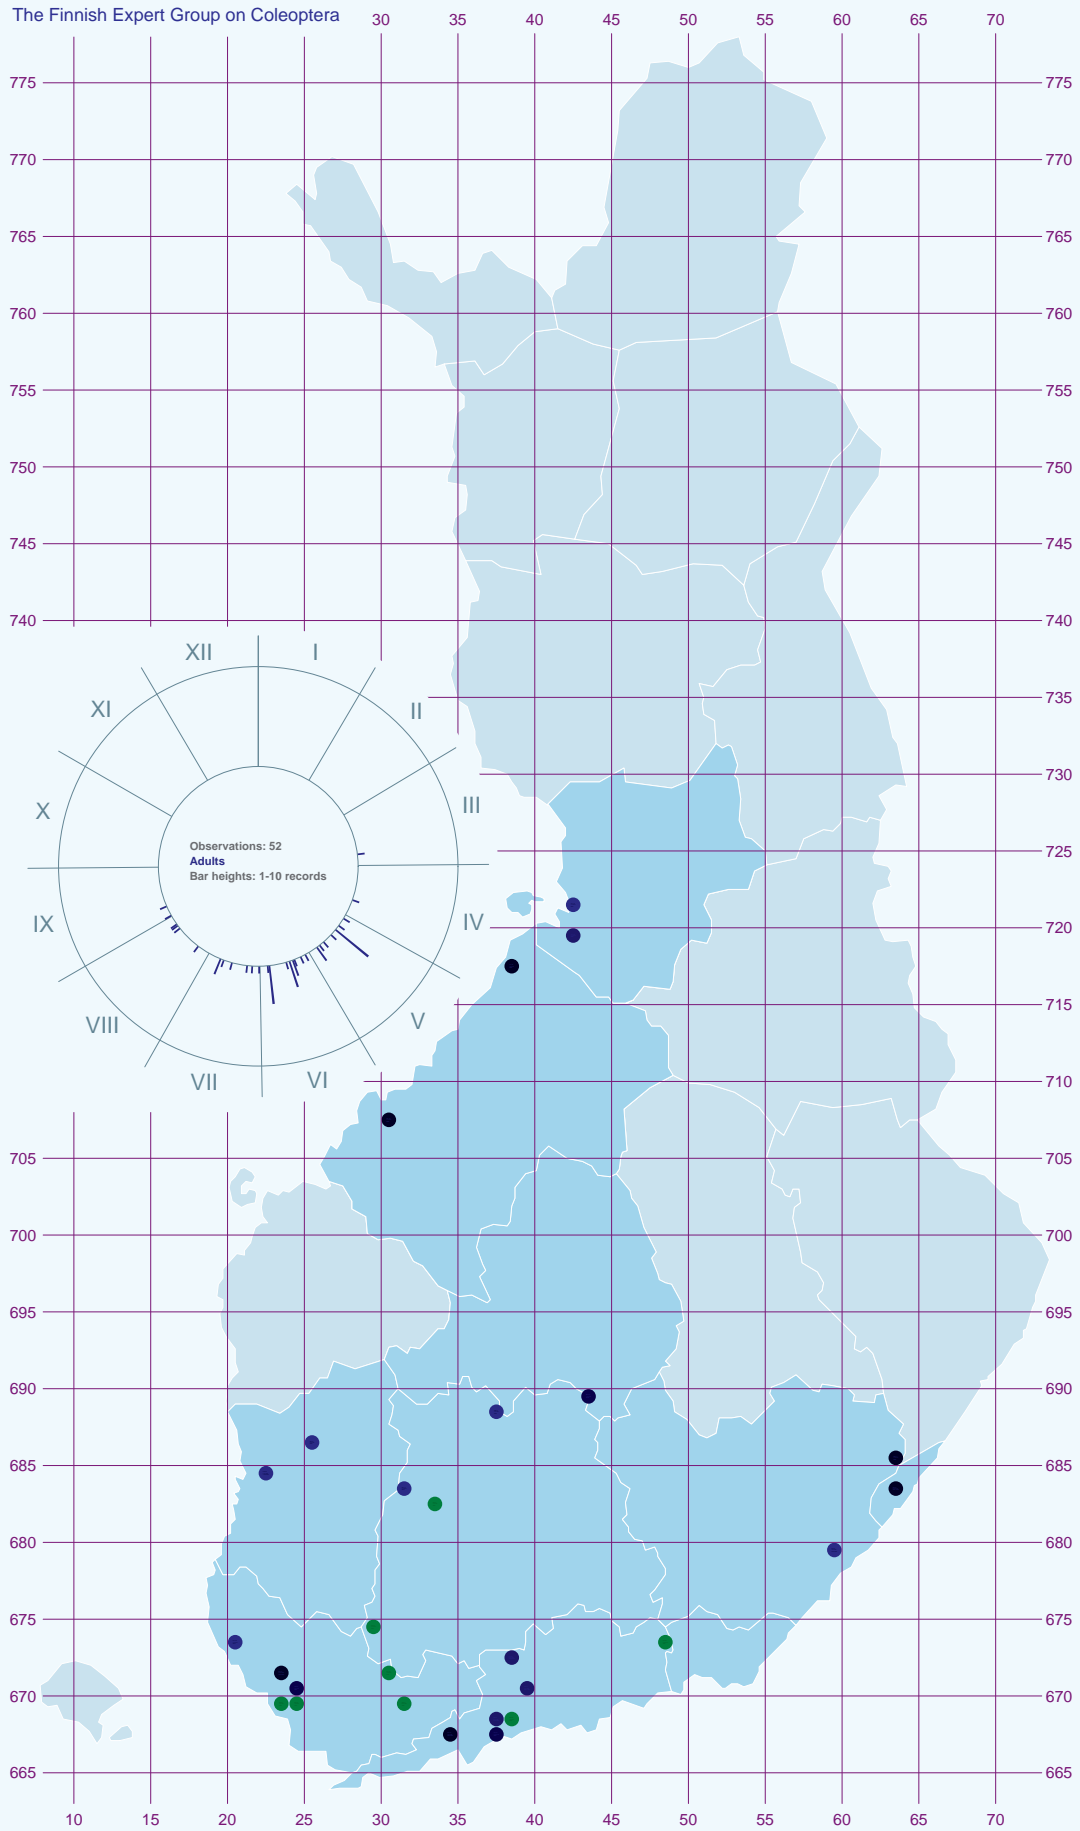 The Finnish Expert Group on Coleoptera
30 40 45 50 55 60 65 70
775 775
770 770
765 765
760 760
755 755
750 750
745 745
740 740
735
730
725
720
715
710
705 705
700 700
695 695
690 690
685 685
680 680
675 675
670 670
665 665
XII I
XI II
X III
Observations: 52
Adults
Bar heights: 1-10 records
IX IV
VIII V
VII VI
10 15 20 25 30 35 40 45 50 55 60 65 70